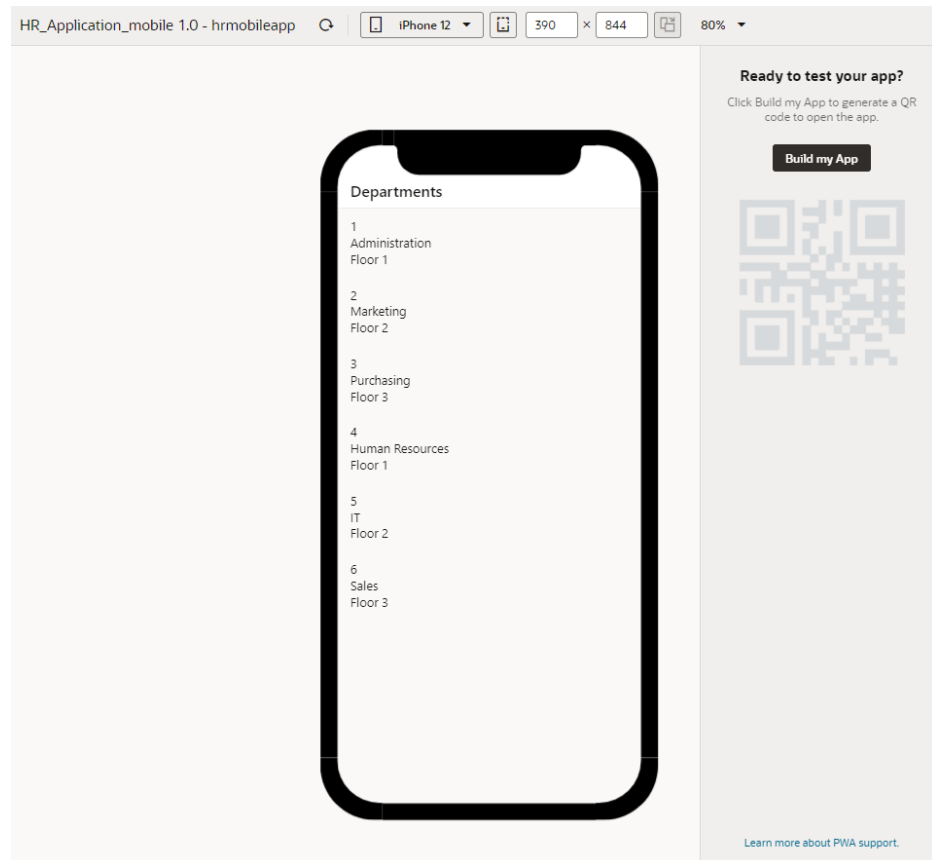 HR_Application_mobile 1.0 - hrmobileapp
iPhone 12
390 × 844
80%
Ready to test your app?
Click Build my App to generate a QR
code to open the app.
Build my App
Departments
1
Administration
Floor 1
2
Marketing
Floor 2
3
Purchasing
Floor 3
4
Human Resources
Floor 1
5
IT
Floor 2
6
Sales
Floor 3
Learn more about PWA support.